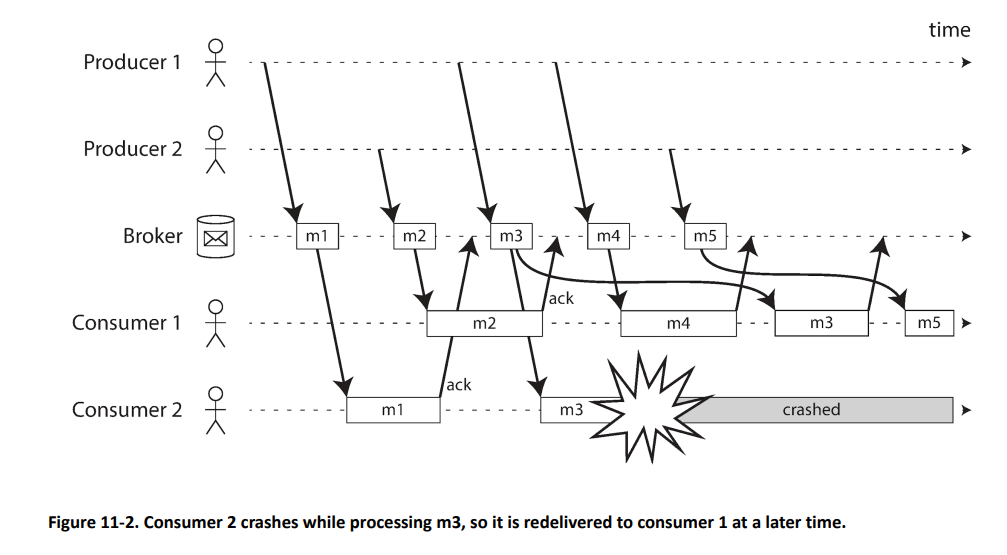 time
Producer 1
Producer 2
Broker
m1
m2
m3
m4
m5
ack
Consumer 1
m2
m4
m3
m5
ack
Consumer 2
m1
m3
crashed
Figure 11-2. Consumer 2 crashes while processing m3, so it is redelivered to consumer 1 at a later time.